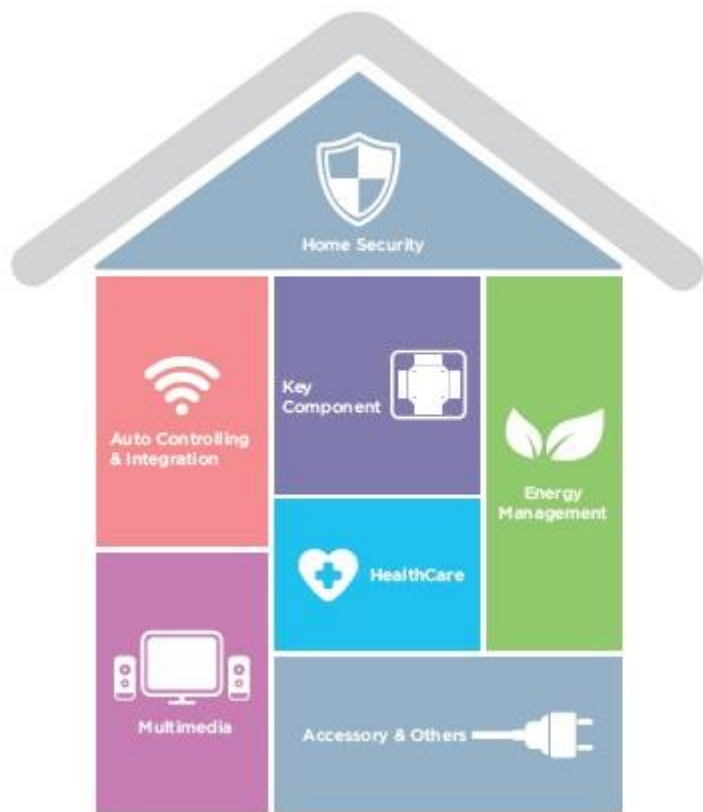 Home Security
Auto Controlling
& Integration
Key
Component
Energy
Management
HealthCare
Multimedia
Accessory & Others